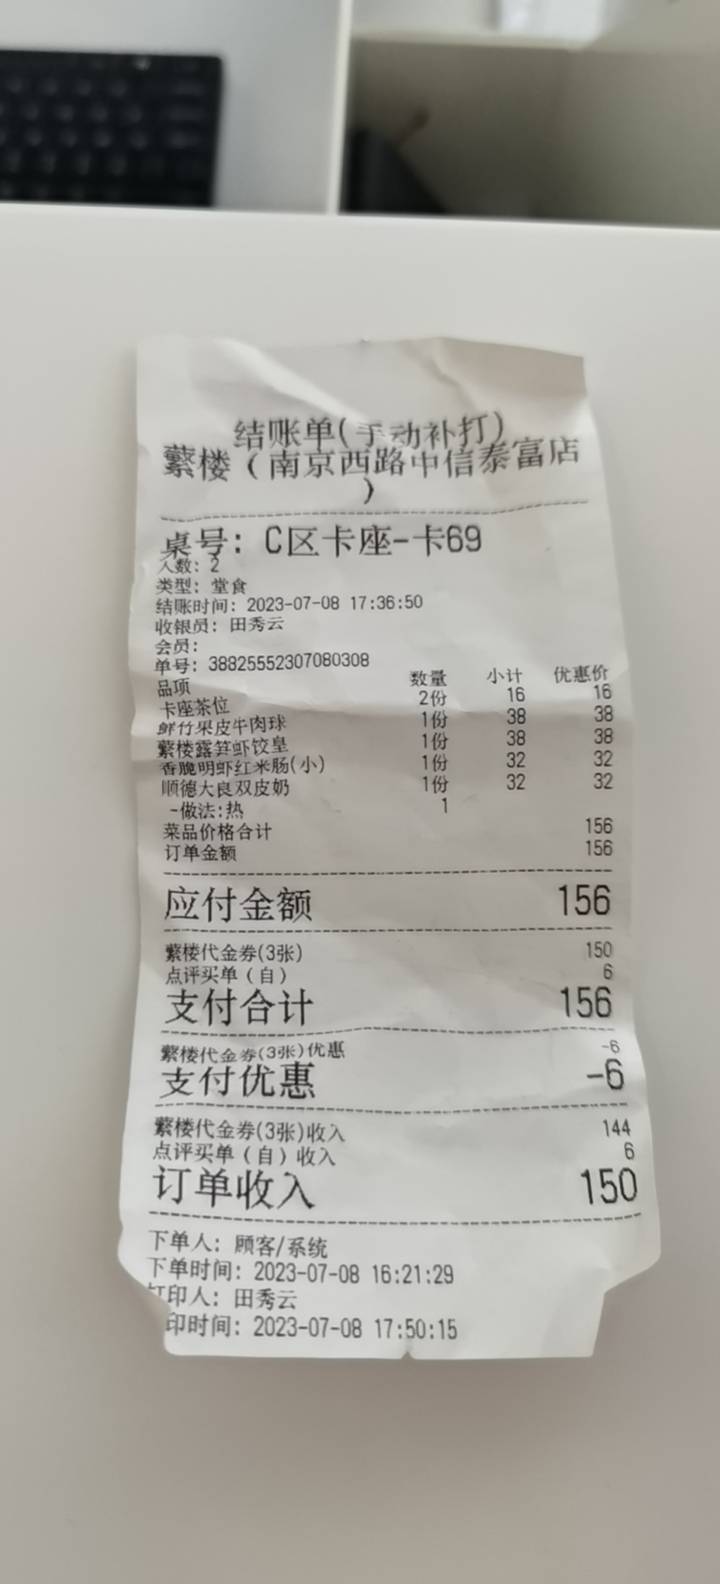 结账单(手动补打)
蘩楼（南京西路中信泰富店
）
桌号: C区卡座-卡69
人数: 2
类型: 堂食
结账时间: 2023-07-08 17:36:50
收银员: 田秀云
会员:
单号: 38825552307080308
品项 数量 小计 优惠价
卡座茶位 2份 16 16
鲜竹果皮牛肉球 1份 38 38
蘩楼露笋虾饺皇 1份 38 38
香脆明虾红米肠(小) 1份 32 32
顺德大良双皮奶 1份 32 32
-做法:热 1
菜品价格合计 156
订单金额 156
应付金额 156
蘩楼代金券(3张) 150
点评买单（自） 6
支付合计 156
蘩楼代金券(3张)优惠 -6
支付优惠 -6
蘩楼代金券(3张)收入 144
点评买单（自）收入 6
订单收入 150
下单人: 顾客/系统
下单时间: 2023-07-08 16:21:29
打印人: 田秀云
印时间: 2023-07-08 17:50:15